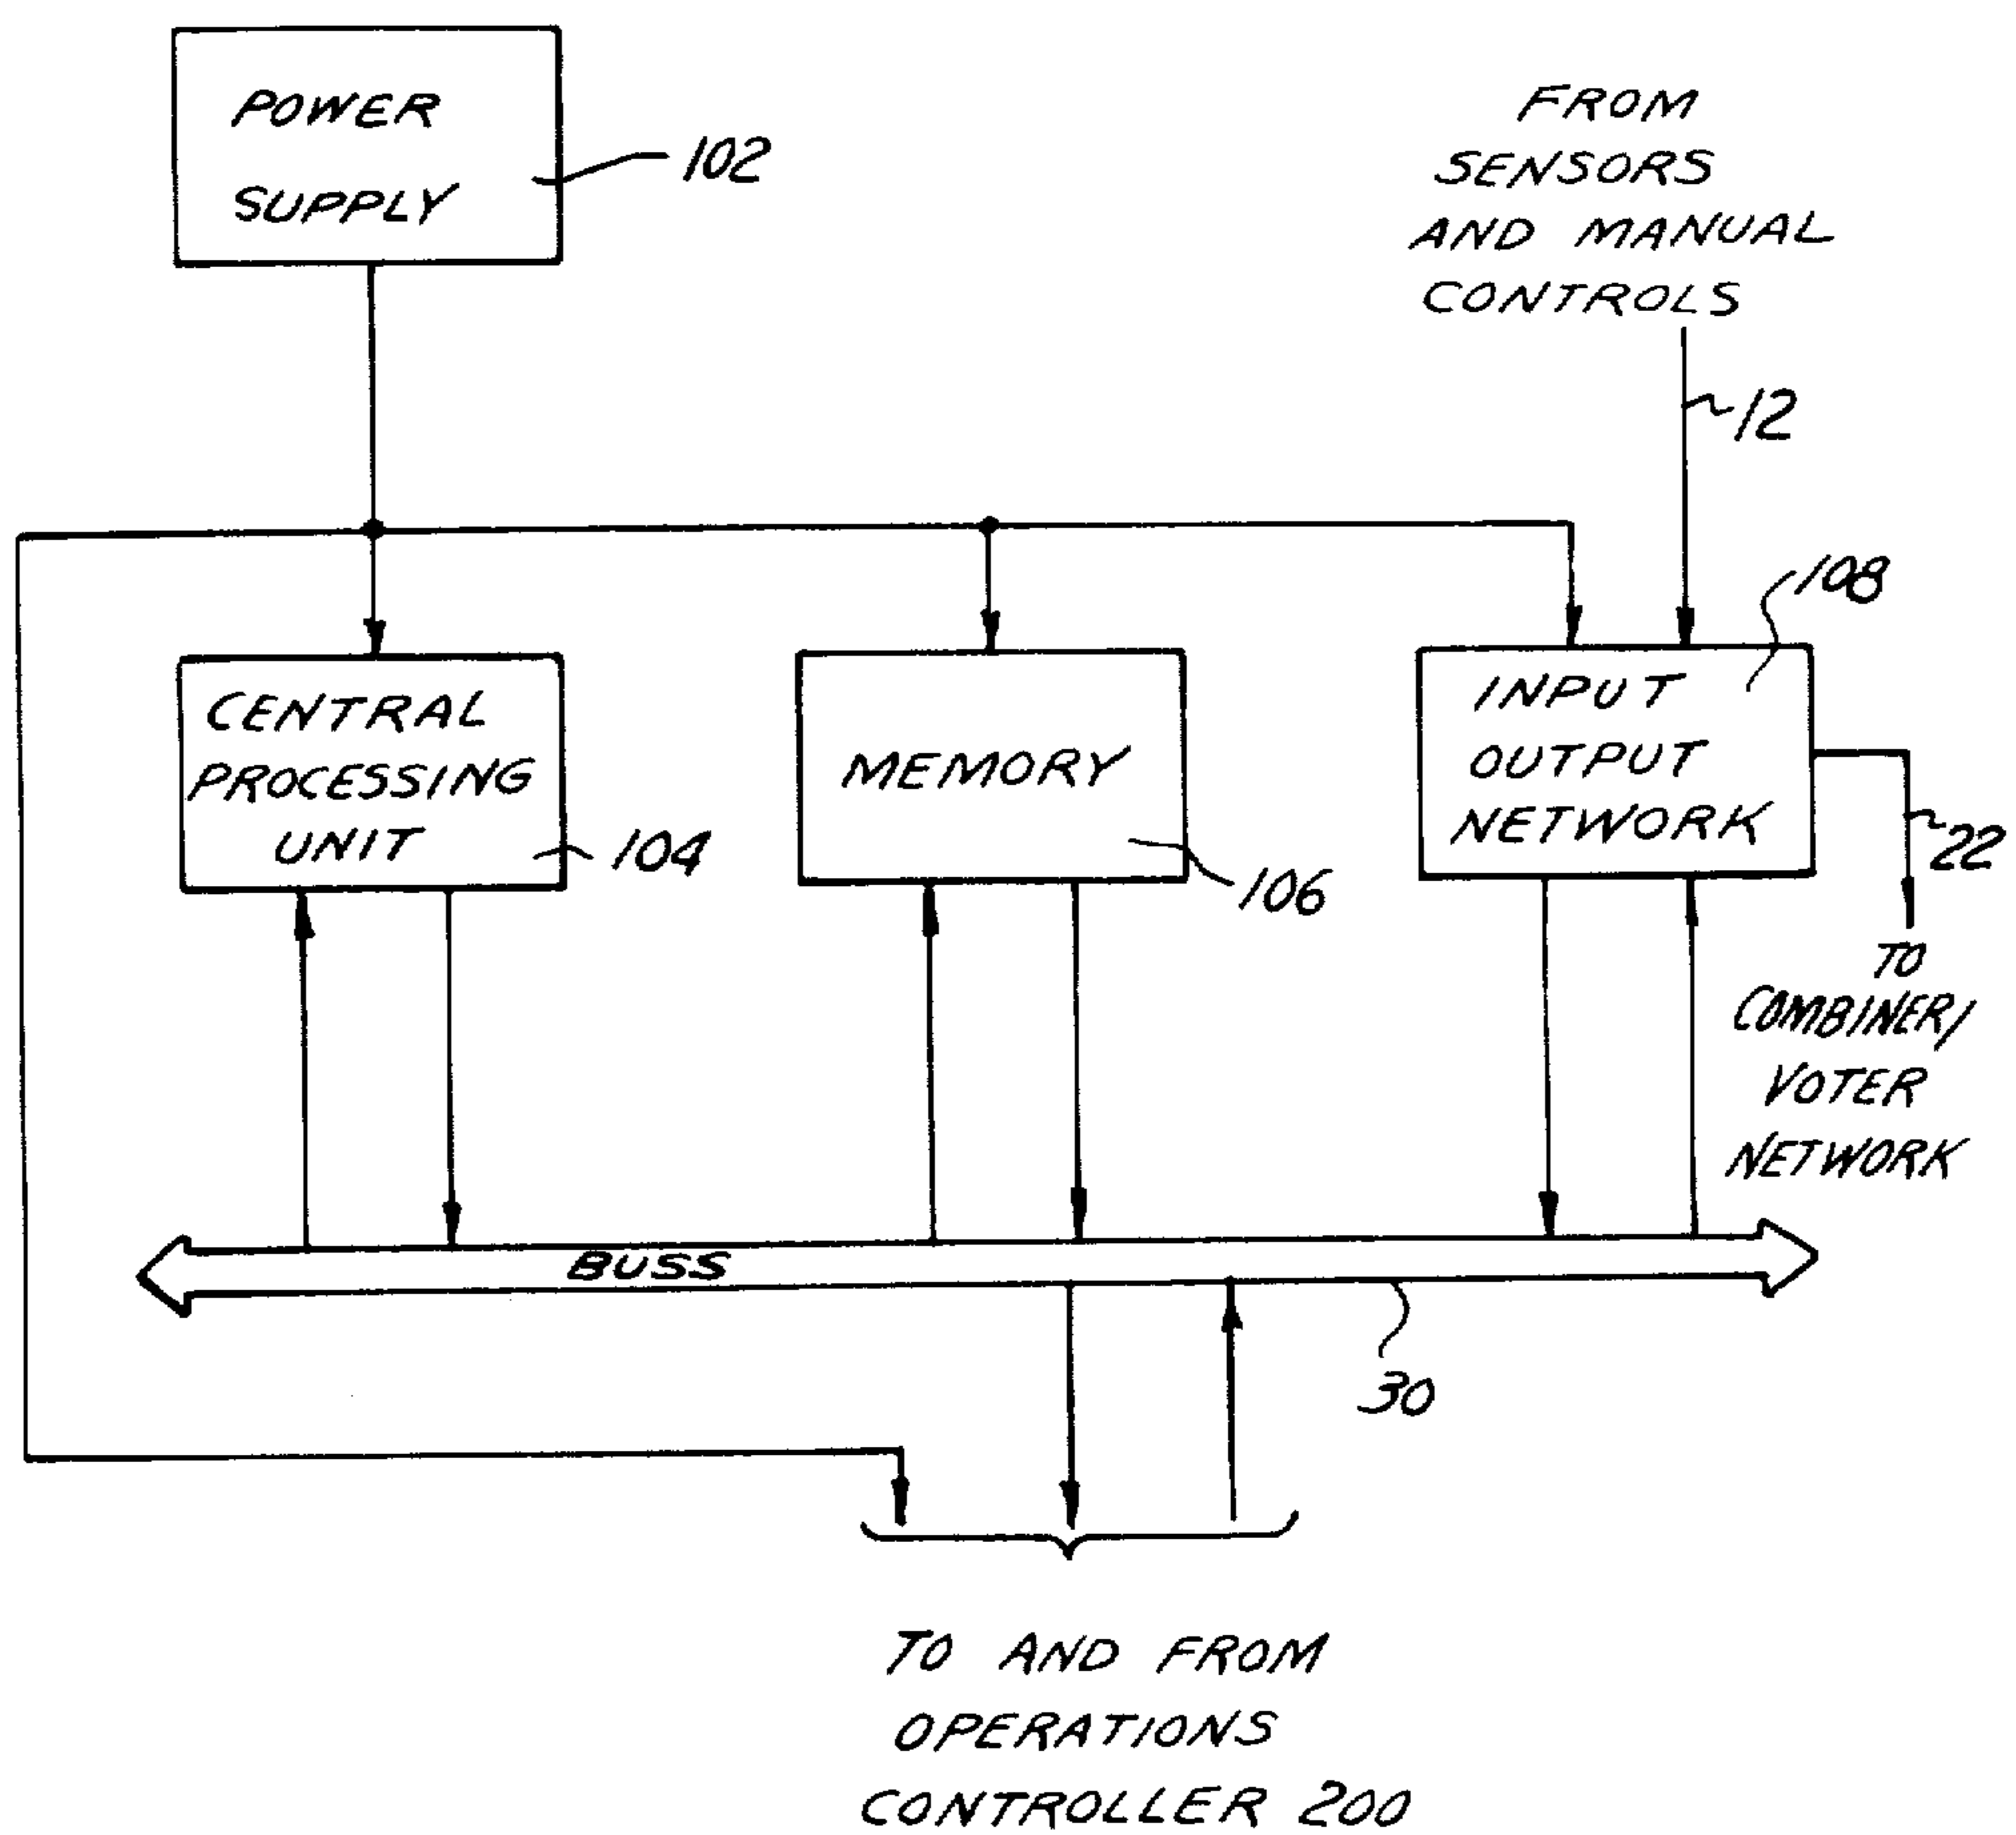 POWER
SUPPLY
102
FROM
SENSORS
AND MANUAL
CONTROLS
12
108
CENTRAL
PROCESSING
UNIT
104
MEMORY
106
INPUT
OUTPUT
NETWORK
22
TO
COMBINER/
VOTER
NETWORK
BUSS
30
TO AND FROM
OPERATIONS
CONTROLLER 200